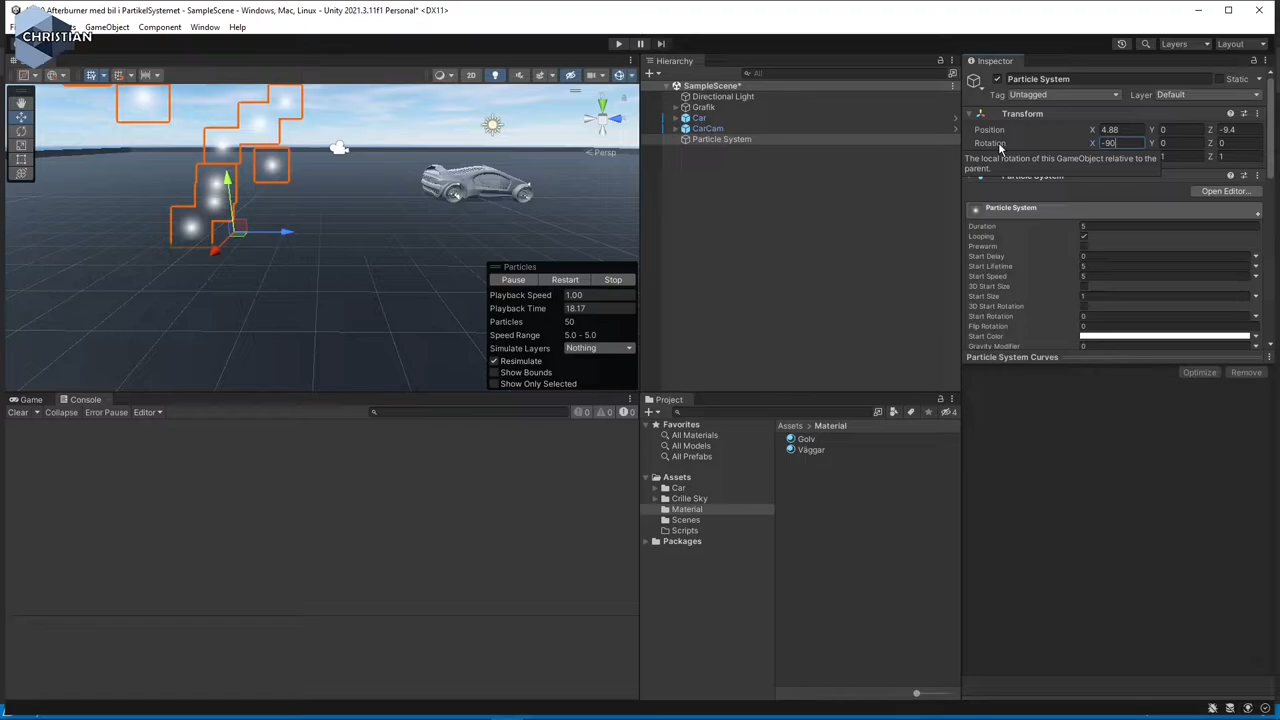 Afterburner med bil i PartikelSystemet - SampleScene - Windows, Mac, Linux - Unity 2021.3.11f1 Personal* <DX11>
GameObject Component Window Help
CHRISTIAN
Layers Layout
2D
Persp
Particles
Pause Restart Stop
Playback Speed 1.00
Playback Time 18.17
Particles 50
Speed Range 5.0 - 5.0
Simulate Layers Nothing
Resimulate
Show Bounds
Show Only Selected
Hierarchy
All
SampleScene*
Directional Light
Grafik
Car
CarCam
Particle System
Inspector
Particle System Static
Tag Untagged Layer Default
Transform
Position X 4.88 Y 0 Z -9.4
Rotation X -90 Y 0 Z 0
The local rotation of this GameObject relative to the
parent.
1 Z 1
Open Editor...
Particle System
Duration 5
Looping
Prewarm
Start Delay 0
Start Lifetime 5
Start Speed 5
3D Start Size
Start Size 1
3D Start Rotation
Start Rotation 0
Flip Rotation 0
Start Color
Gravity Modifier 0
Particle System Curves
Optimize Remove
Game Console
Clear Collapse Error Pause Editor
0 0 0
Project
4
Favorites
All Materials
All Models
All Prefabs
Assets
Car
Crille Sky
Material
Scenes
Scripts
Packages
Assets > Material
Golv
Väggar